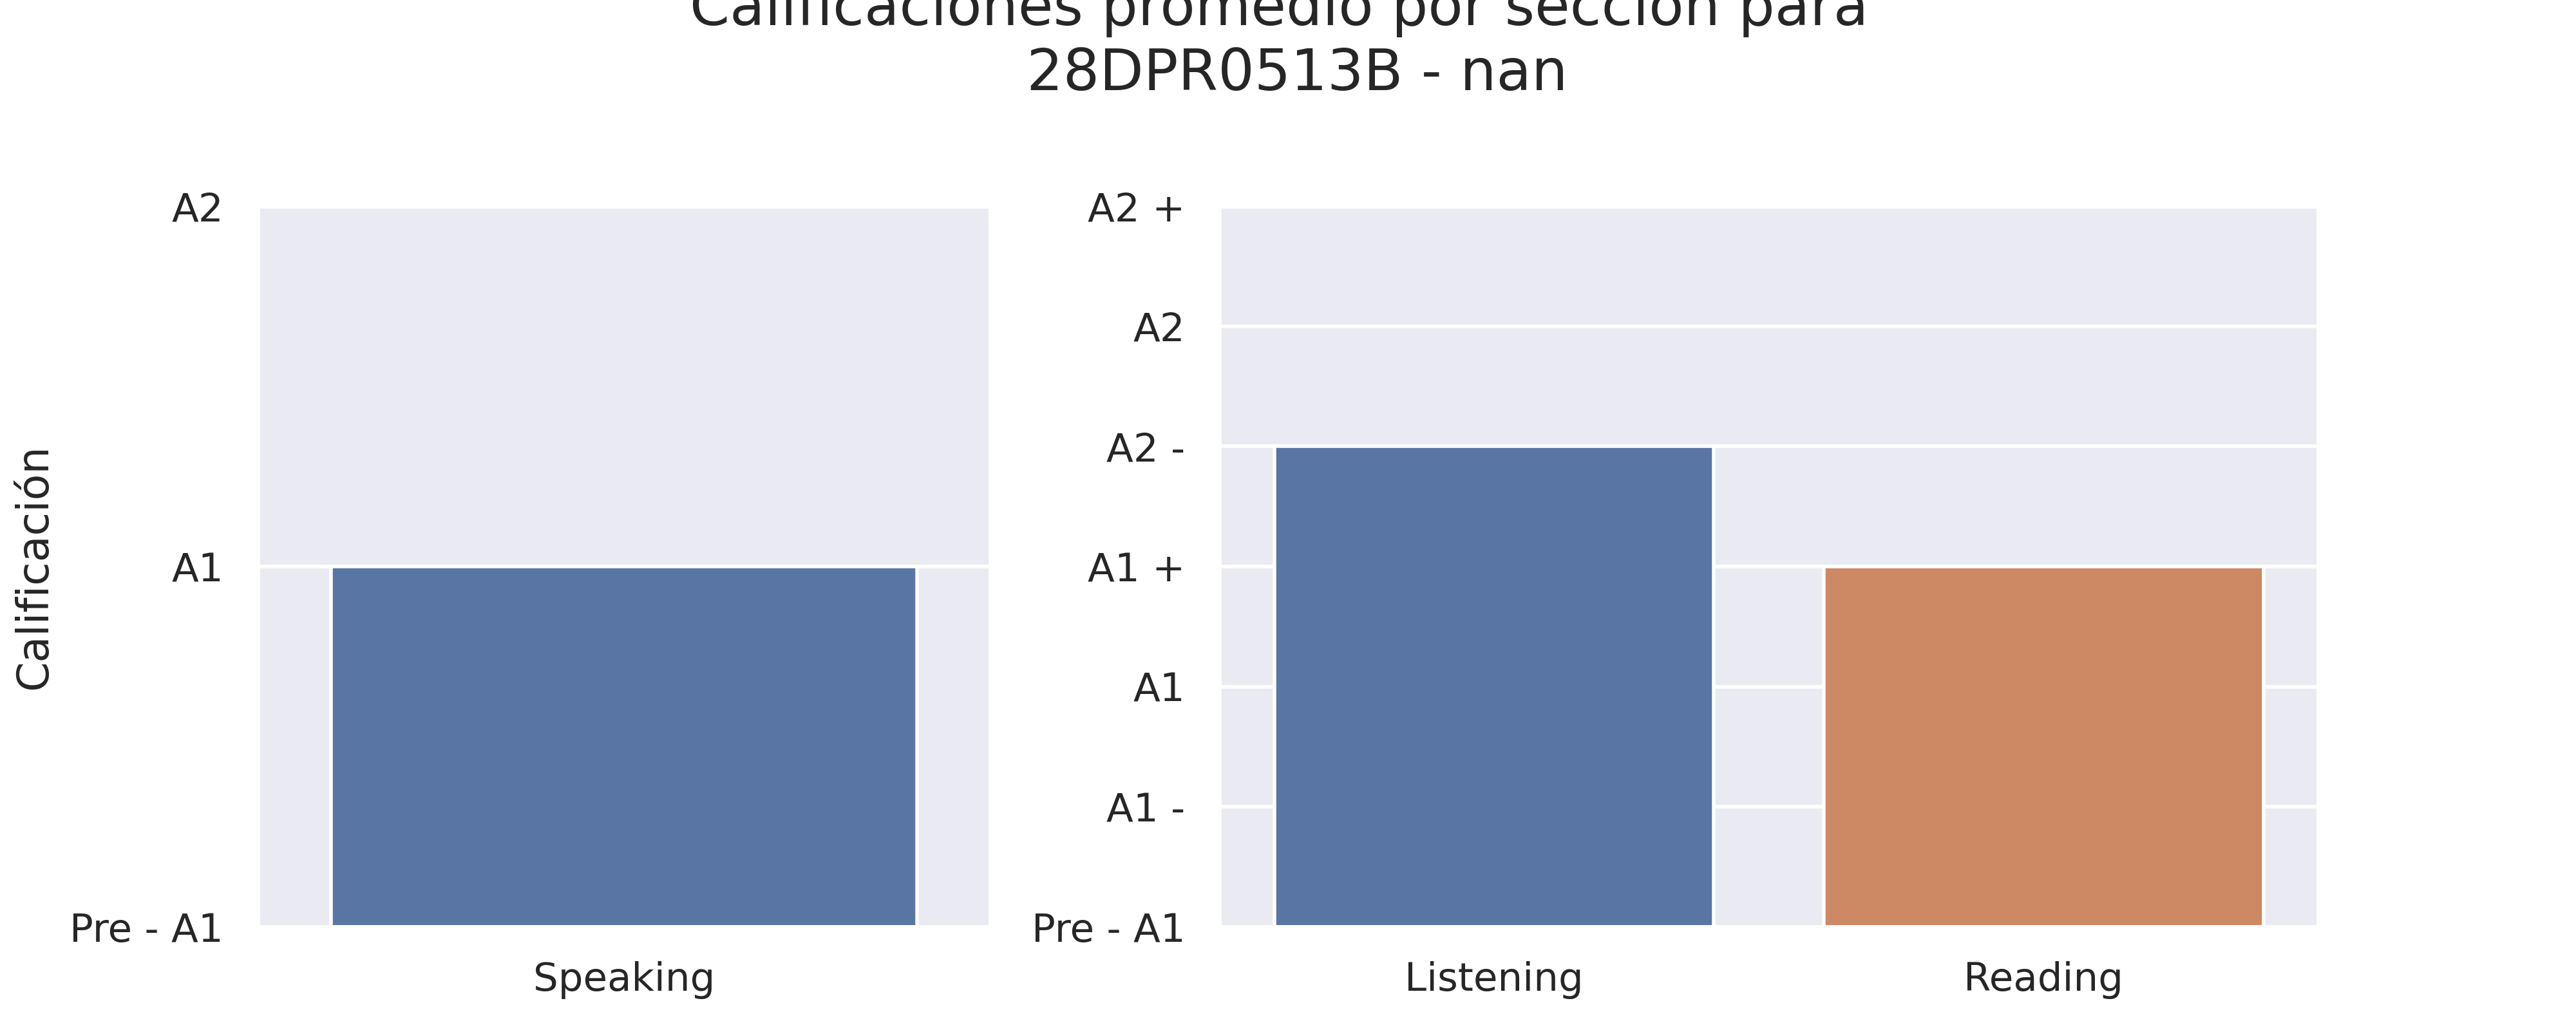 Calificaciones promedio por sección para
28DPR0513B - nan
Calificación
A2
A1
Pre - A1
Speaking
A2 +
A2
A2 -
A1 +
A1
A1 -
Pre - A1
Listening
Reading